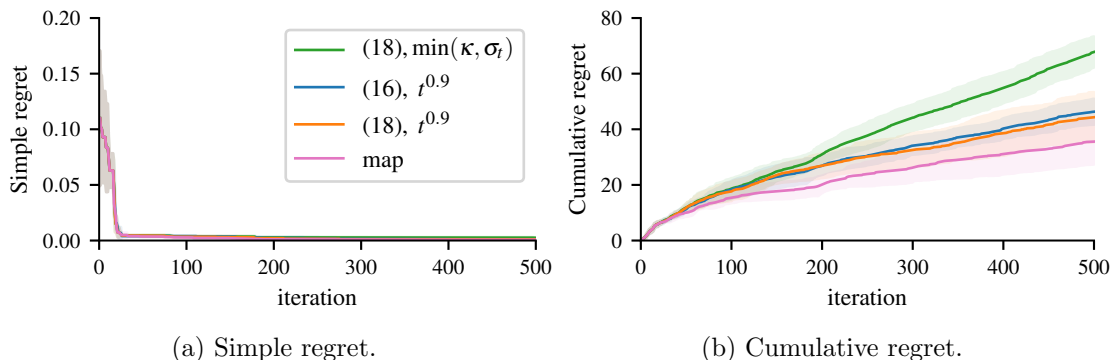 Simple regret
0.20
0.15
0.10
0.05
0.00
0
100
200
300
400
500
iteration
(18), min(κ, σ_t)
(16), t^0.9
(18), t^0.9
map
(a) Simple regret.
Cumulative regret
80
60
40
20
0
0
100
200
300
400
500
iteration
(b) Cumulative regret.